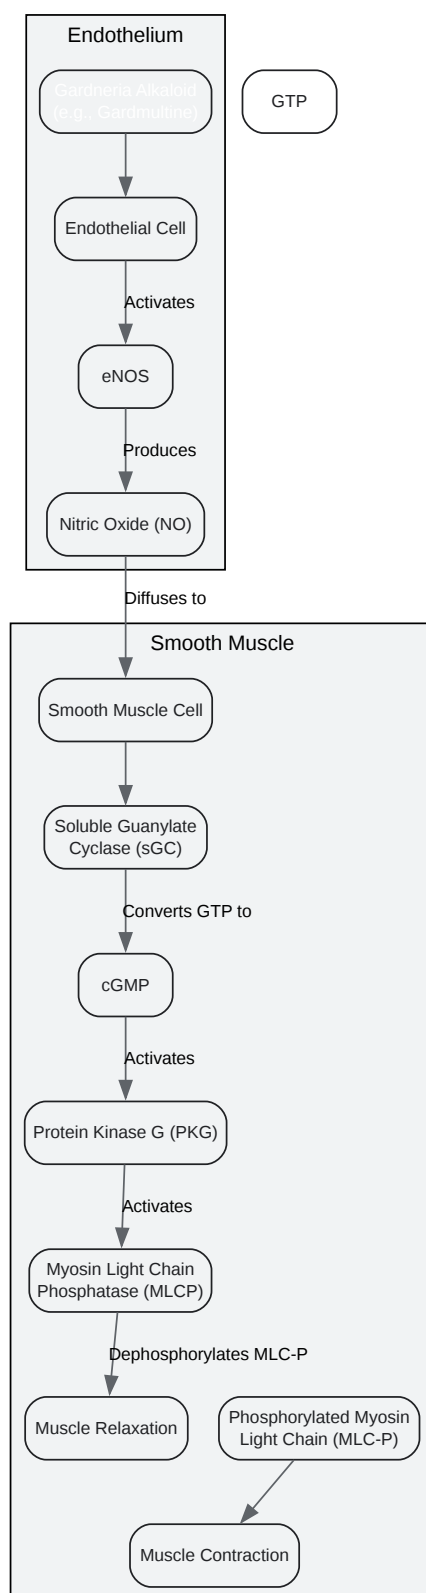 Endothelium
Gardneria Alkaloid
(e.g., Gardmultine)
GTP
Endothelial Cell
Activates
eNOS
Produces
Nitric Oxide (NO)
Diffuses to
Smooth Muscle
Smooth Muscle Cell
Soluble Guanylate
Cyclase (sGC)
Converts GTP to
cGMP
Activates
Protein Kinase G (PKG)
Activates
Myosin Light Chain
Phosphatase (MLCP)
Dephosphorylates MLC-P
Muscle Relaxation
Phosphorylated Myosin
Light Chain (MLC-P)
Muscle Contraction